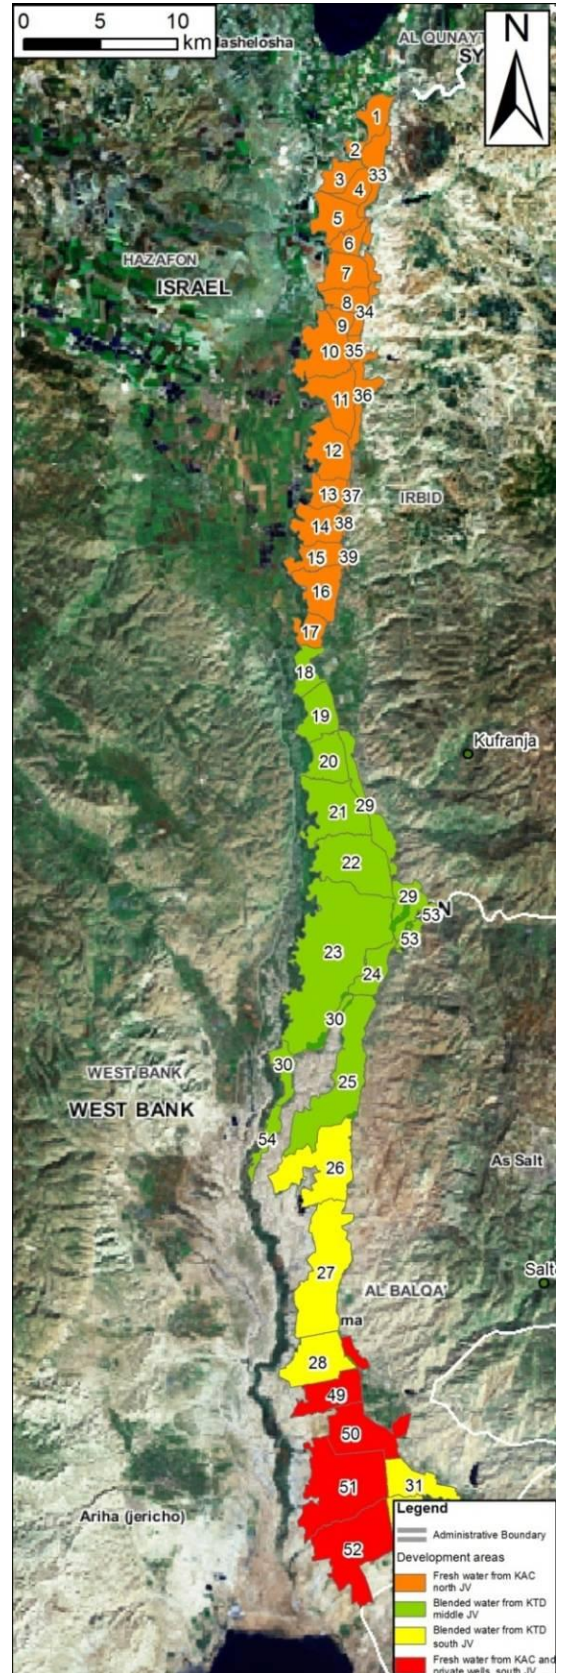 0 5 10
km
lashelosha
AL QUNAYT
SY
N
1
2
33
3
4
5
6
7
8
34
9
10
35
36
11
12
13
37
IRBID
14
38
15
39
16
17
18
19
20
21
29
22
29
53
N
53
23
24
30
30
25
54
26
27
28
49
50
51
31
52
HAZAFON
ISRAEL
Kufranja
WEST BANK
WEST BANK
As Salt
Salt
AL BALQA'
ma
Ariha (jericho)
Legend
Administrative Boundary
Development areas
Fresh water from KAC
north JV
Blended water from KTD
middle JV
Blended water from KTD
south JV
Fresh water from KAC and
private wells, south JV